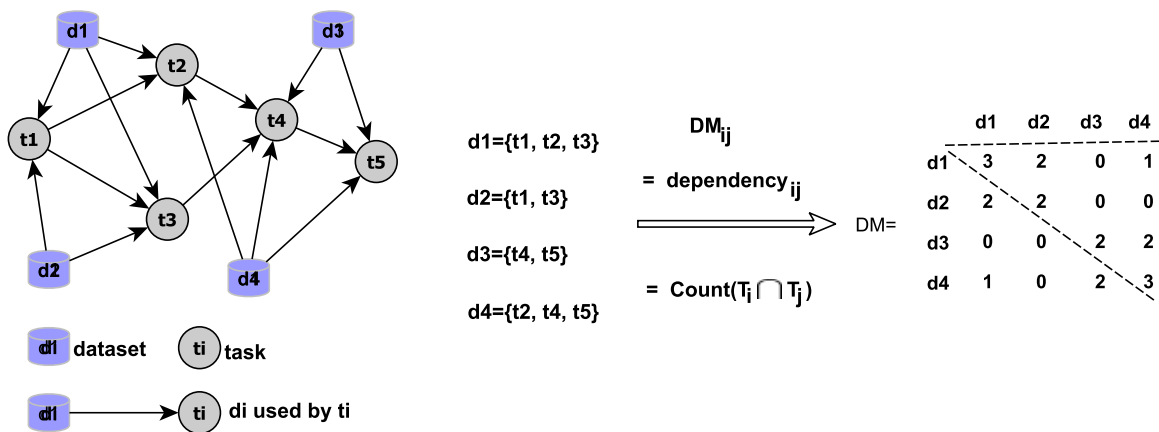 d1
d3
t2
t4
t1
t5
t3
d2
d4
dataset
ti
task
ti
di used by ti
d1={t1, t2, t3}
d2={t1, t3}
d3={t4, t5}
d4={t2, t4, t5}
DMij
= dependencyij
= Count(Ti ∩ Tj)
DM=
d1 d2 d3 d4
d1 3 2 0 1
d2 2 2 0 0
d3 0 0 2 2
d4 1 0 2 3